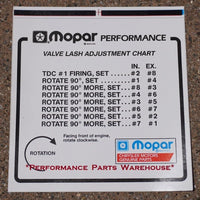 Mopar PERFORMANCE
VALVE LASH ADJUSTMENT CHART
IN. EX.
TDC #1 FIRING, SET ......#2 #8
ROTATE 90°, SET ......#1 #4
ROTATE 90° MORE, SET ...#8 #3
ROTATE 90° MORE, SET ...#4 #6
ROTATE 90° MORE, SET ...#3 #5
ROTATE 90° MORE, SET ...#6 #7
ROTATE 90° MORE, SET ...#5 #2
ROTATE 90° MORE, SET ...#7 #1
Facing front of engine,
rotate clockwise.
ROTATION
Mopar
CHRYSLER MOTORS
GENUINE PARTS
*Performance Parts Warehouse*